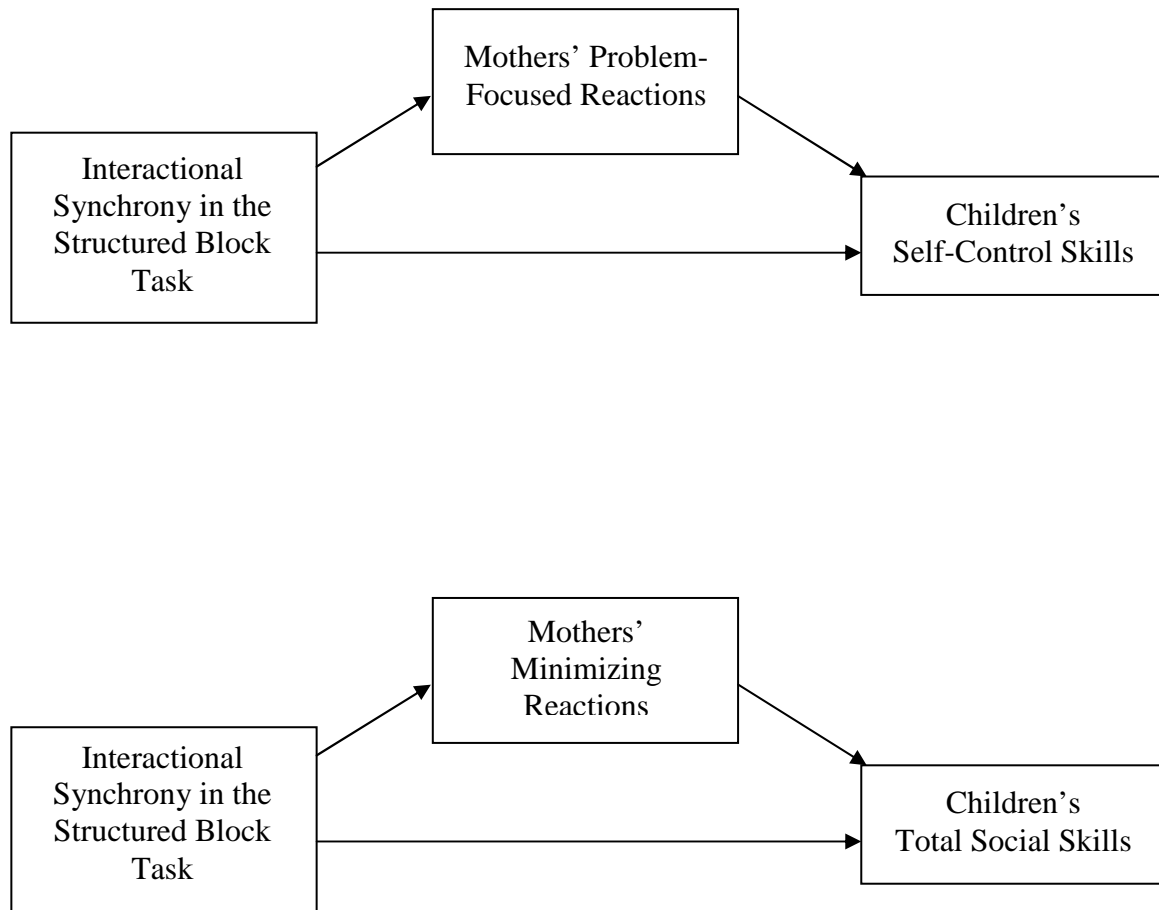 Mothers’ Problem-
Focused Reactions
Interactional
Synchrony in the
Structured Block
Task
Children’s
Self-Control Skills
Mothers’
Minimizing
Reactions
Interactional
Synchrony in the
Structured Block
Task
Children’s
Total Social Skills